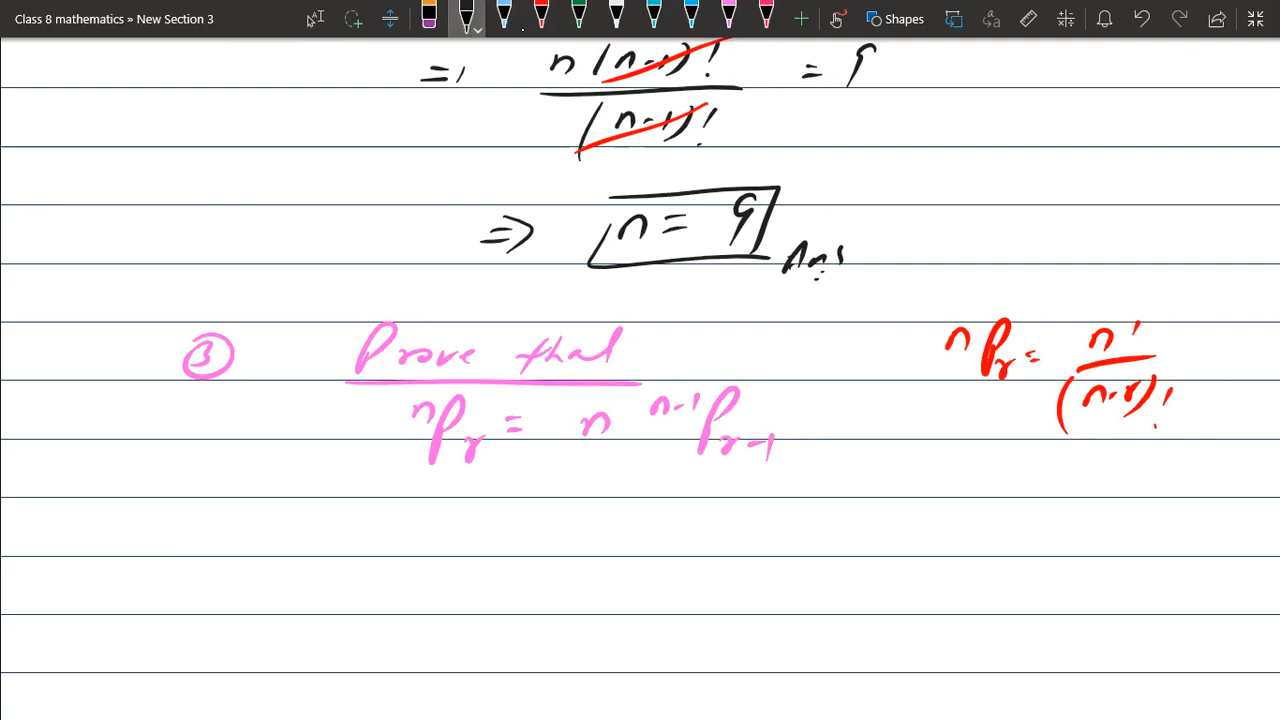 Class 8 mathematics » New Section 3 Shapes
=> n(n-1)! / (n-1)! = 9
=> n = 9 Ans
③ Prove that
ⁿPᵣ = n ⁿ⁻¹Pᵣ₋₁
ⁿPᵣ = n! / (n-r)!